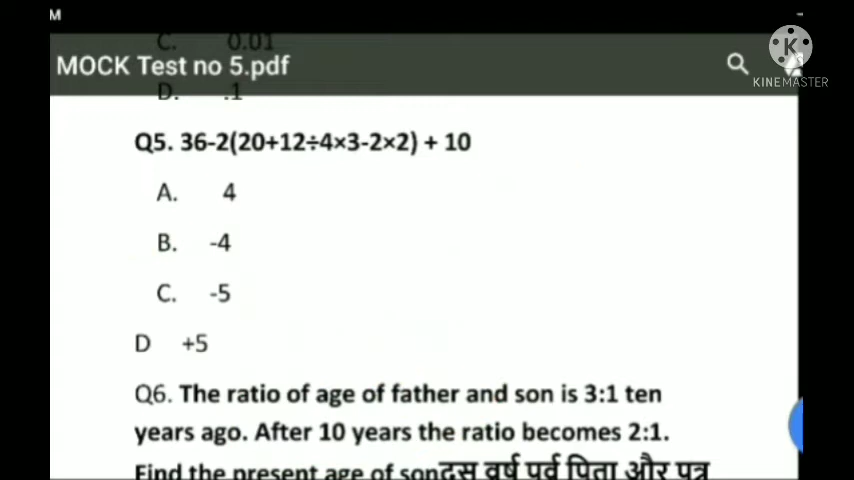 M
C. 0.01
MOCK Test no 5.pdf
KINEMASTER
D. .1
Q5. 36-2(20+12÷4×3-2×2) + 10
A. 4
B. -4
C. -5
D +5
Q6. The ratio of age of father and son is 3:1 ten
years ago. After 10 years the ratio becomes 2:1.
Find the present age of sonदस वर्ष पूर्व पिता और पुत्र